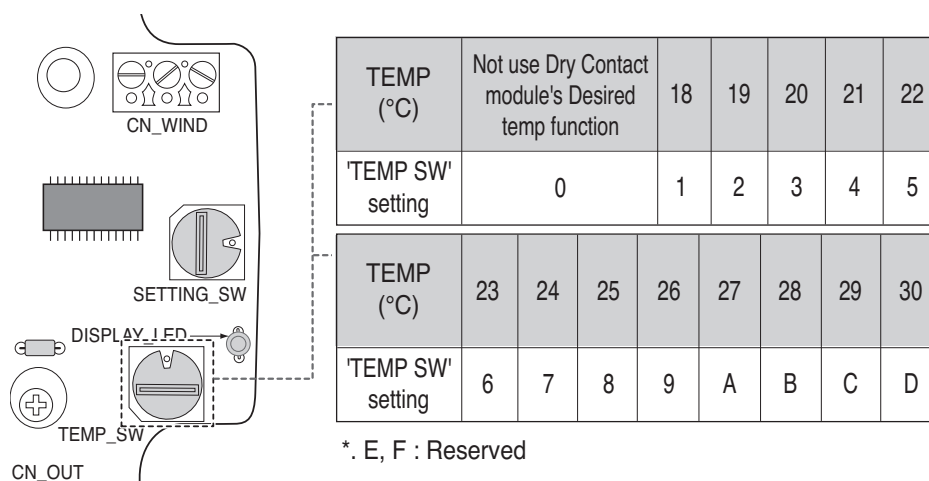 CN_WIND
SETTING_SW
DISPLAY_LED
TEMP_SW
CN_OUT
TEMP (°C) Not use Dry Contact module's Desired temp function 18 19 20 21 22
'TEMP SW' setting 0 1 2 3 4 5
TEMP (°C) 23 24 25 26 27 28 29 30
'TEMP SW' setting 6 7 8 9 A B C D
*. E, F : Reserved